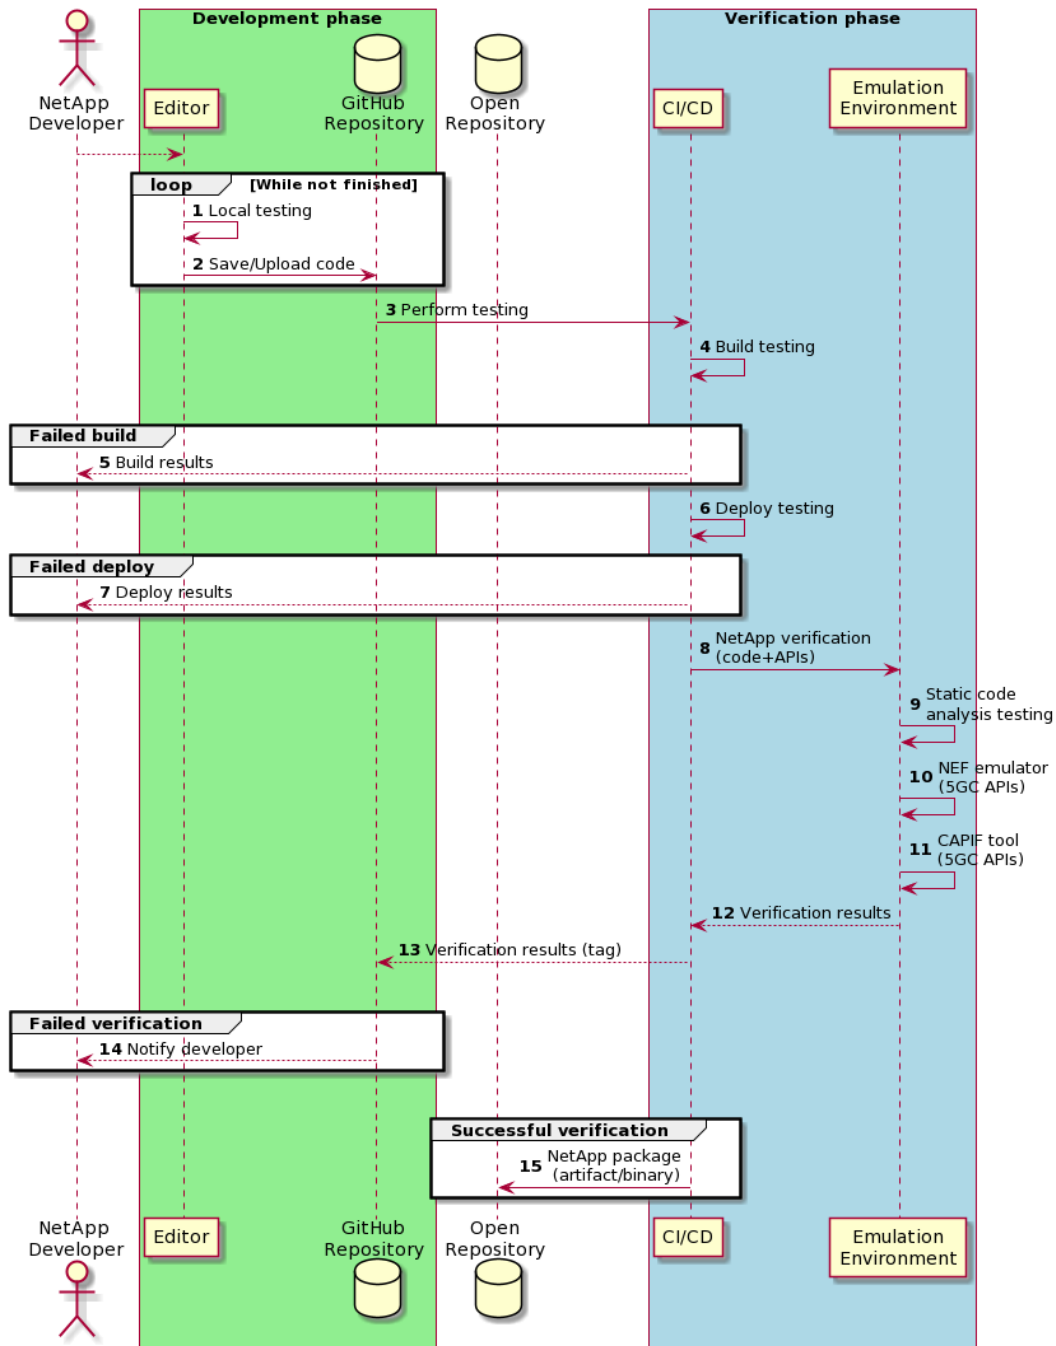 Development phase
Verification phase
NetApp
Developer
Editor
GitHub
Repository
Open
Repository
CI/CD
Emulation
Environment
loop [While not finished]
1 Local testing
2 Save/Upload code
3 Perform testing
4 Build testing
Failed build
5 Build results
6 Deploy testing
Failed deploy
7 Deploy results
8 NetApp verification
(code+APIs)
9 Static code
analysis testing
10 NEF emulator
(5GC APIs)
11 CAPIF tool
(5GC APIs)
12 Verification results
13 Verification results (tag)
Failed verification
14 Notify developer
Successful verification
15 NetApp package
(artifact/binary)
NetApp
Developer
Editor
GitHub
Repository
Open
Repository
CI/CD
Emulation
Environment